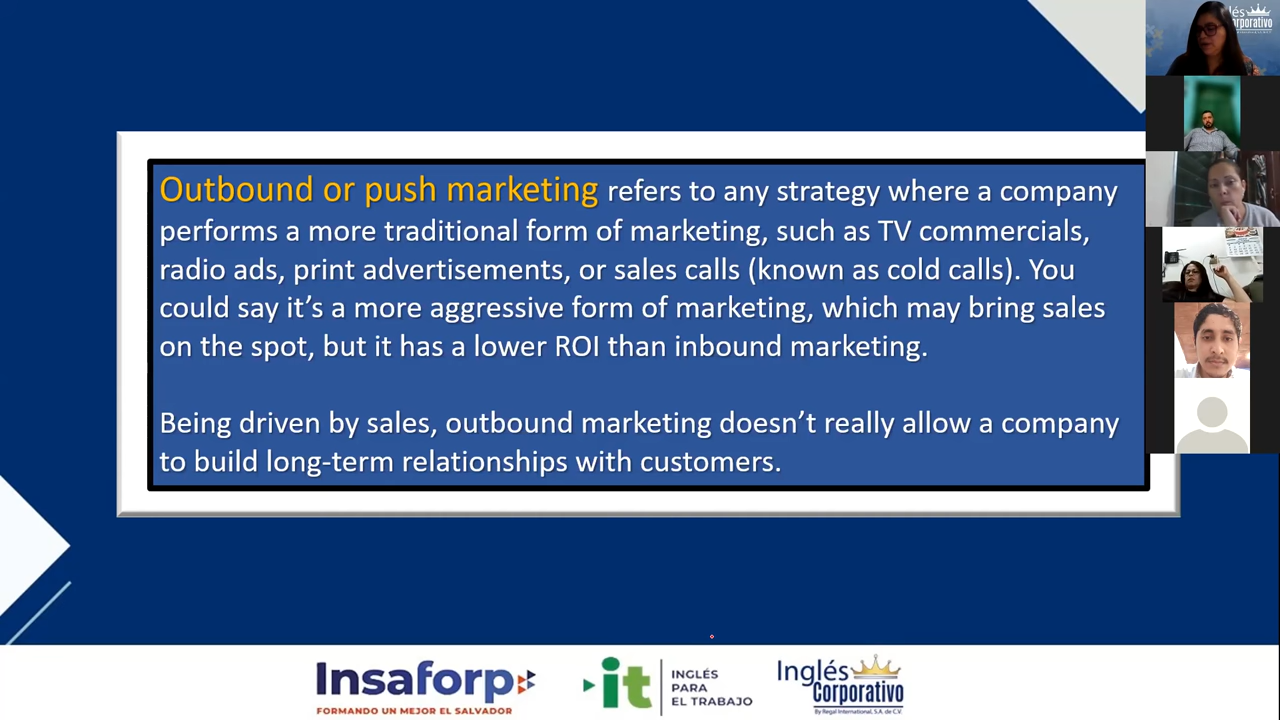 Outbound or push marketing refers to any strategy where a company
performs a more traditional form of marketing, such as TV commercials,
radio ads, print advertisements, or sales calls (known as cold calls). You
could say it’s a more aggressive form of marketing, which may bring sales
on the spot, but it has a lower ROI than inbound marketing.
Being driven by sales, outbound marketing doesn’t really allow a company
to build long-term relationships with customers.
Insaforp
FORMANDO UN MEJOR EL SALVADOR
it
INGLÉS
PARA
EL TRABAJO
Inglés
Corporativo
By Regal International, S.A. de C.V.